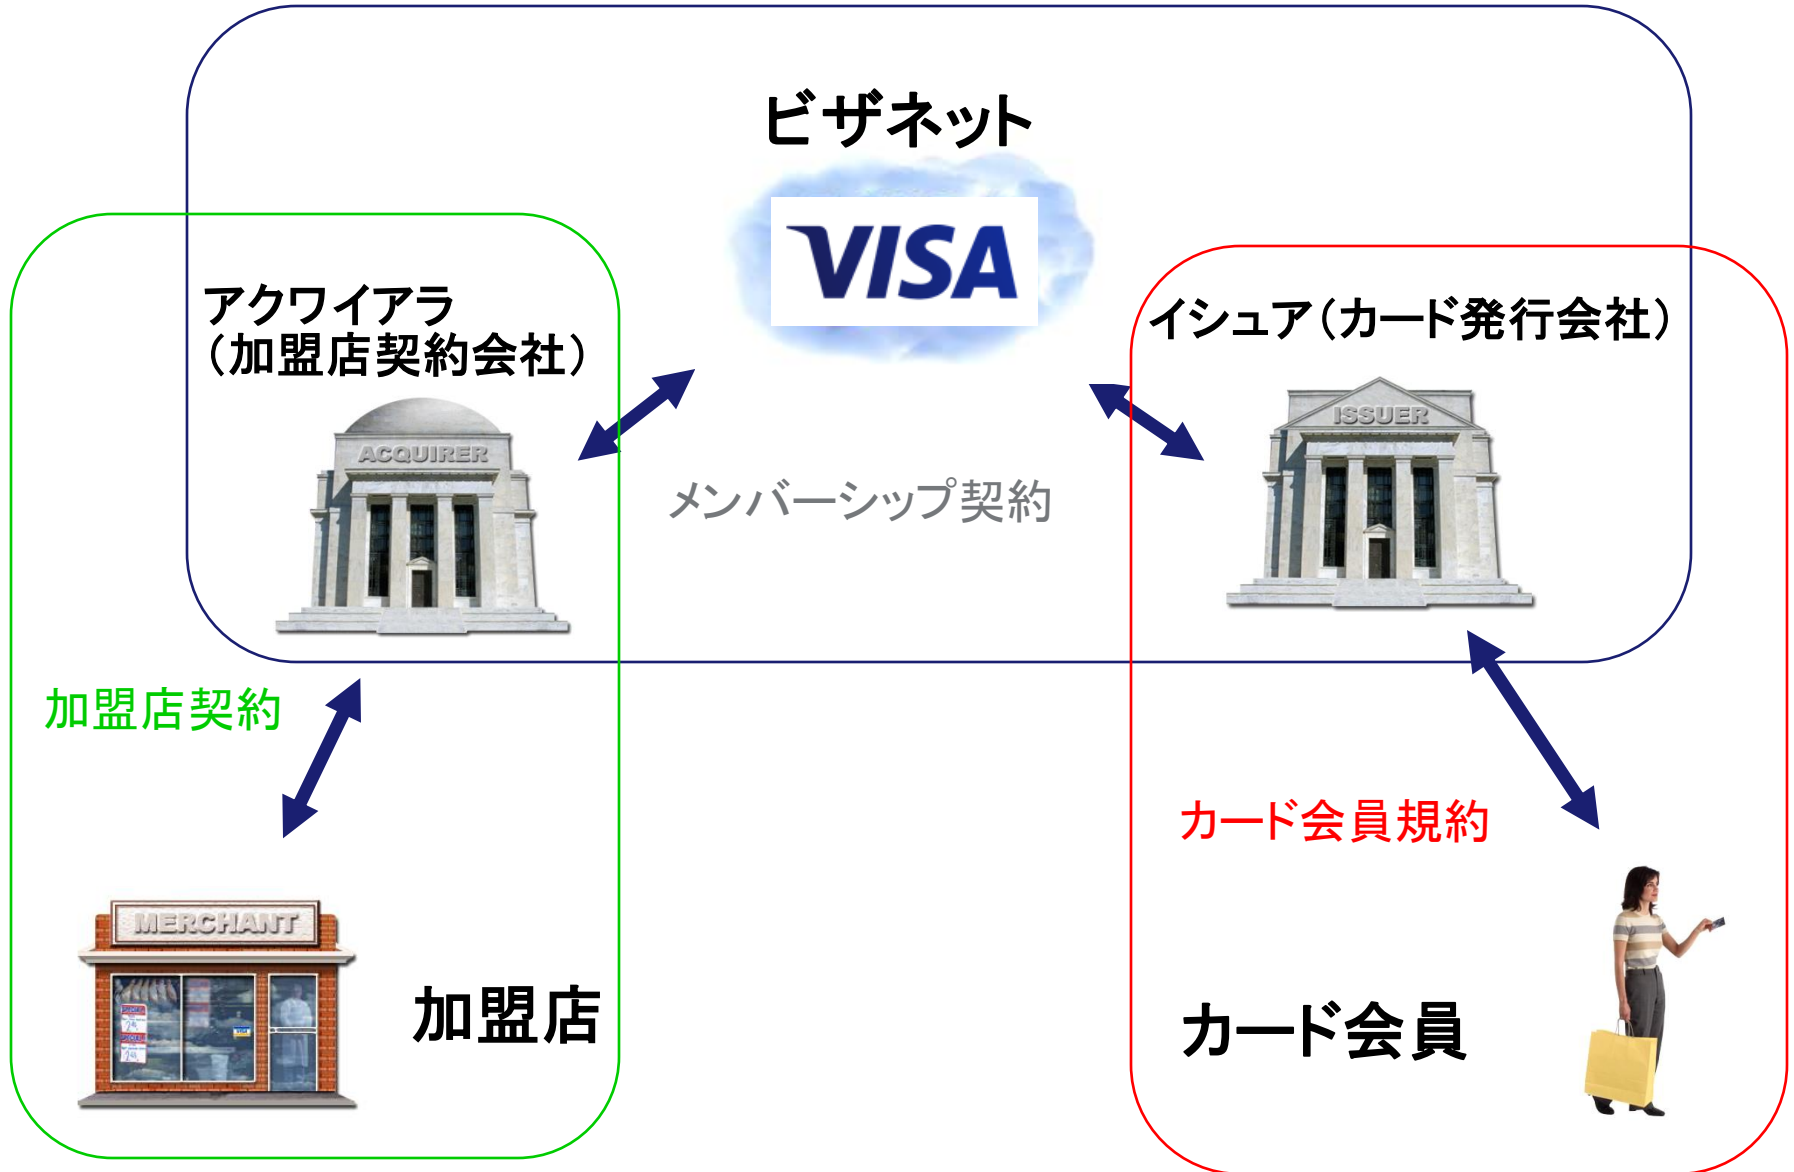 ビザネット
VISA
アクワイアラ
（加盟店契約会社）
イシュア（カード発行会社）
ACQUIRER
ISSUER
メンバーシップ契約
加盟店契約
カード会員規約
MERCHANT
加盟店
カード会員